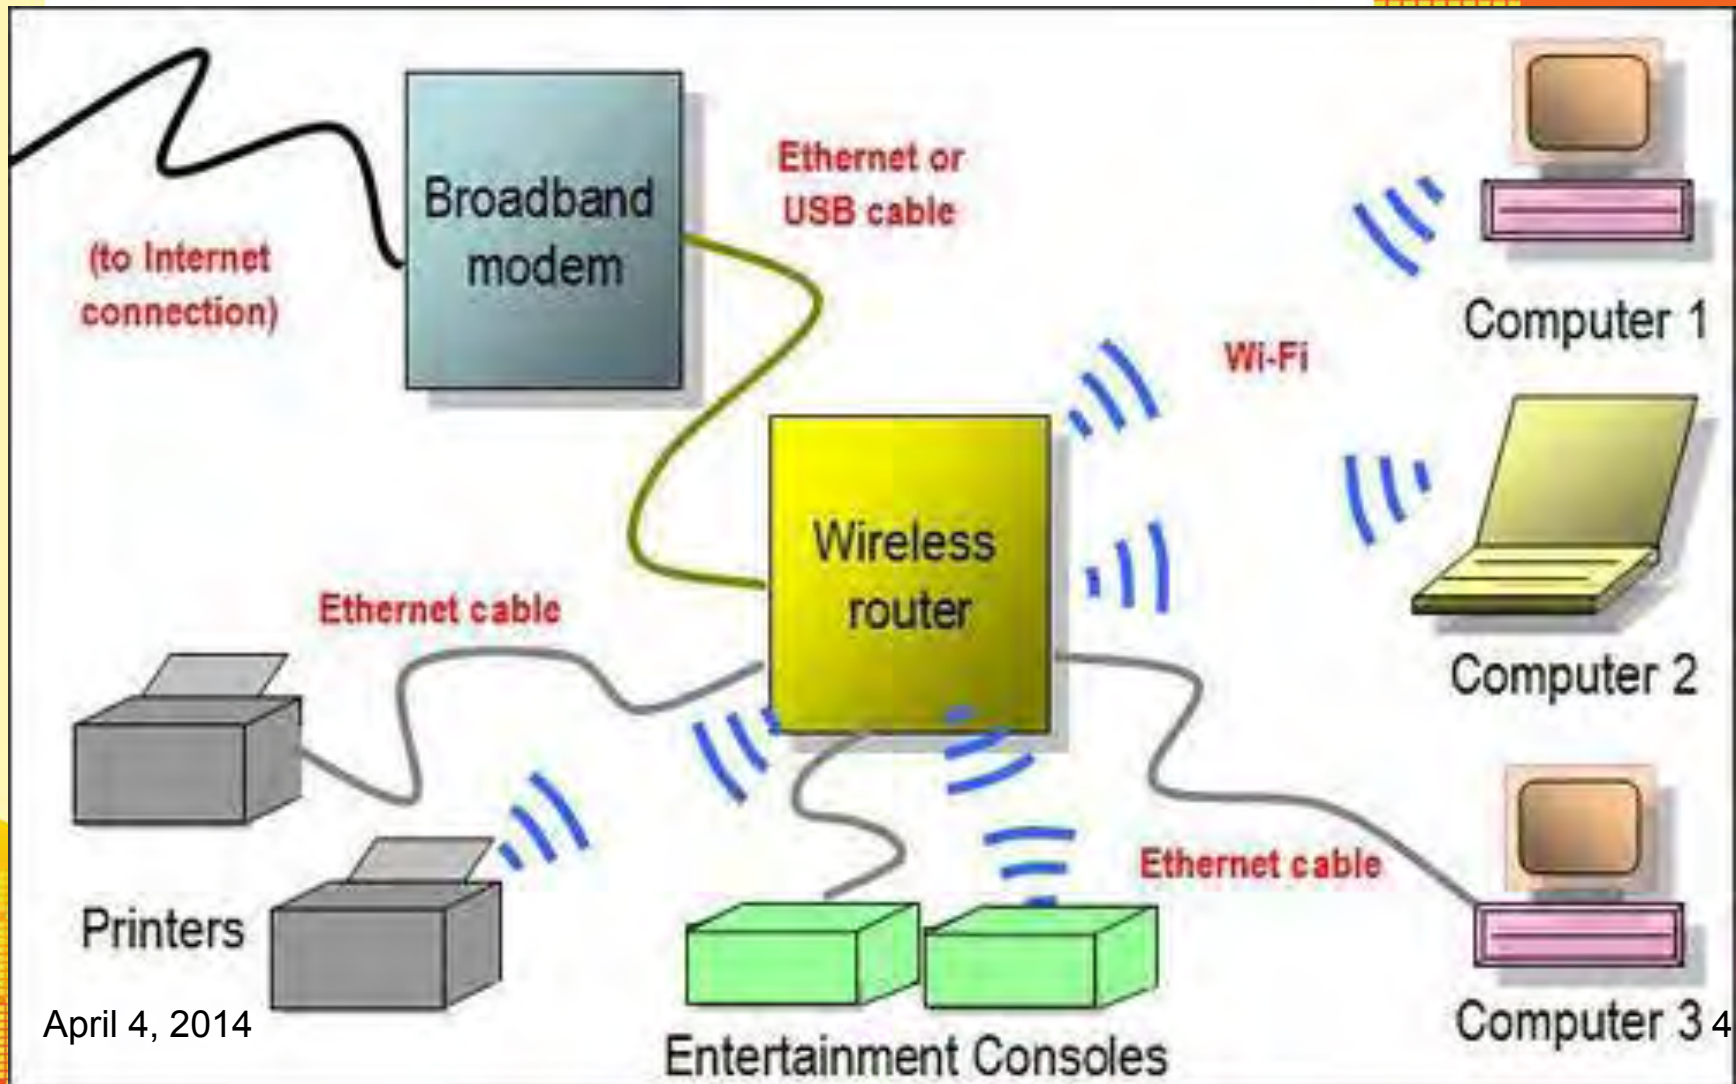 Broadband
modem
Ethernet or
USB cable
(to Internet
connection)
Computer 1
Wi-Fi
Wireless
router
Ethernet cable
Computer 2
Ethernet cable
Printers
April 4, 2014
Entertainment Consoles
Computer 3
4